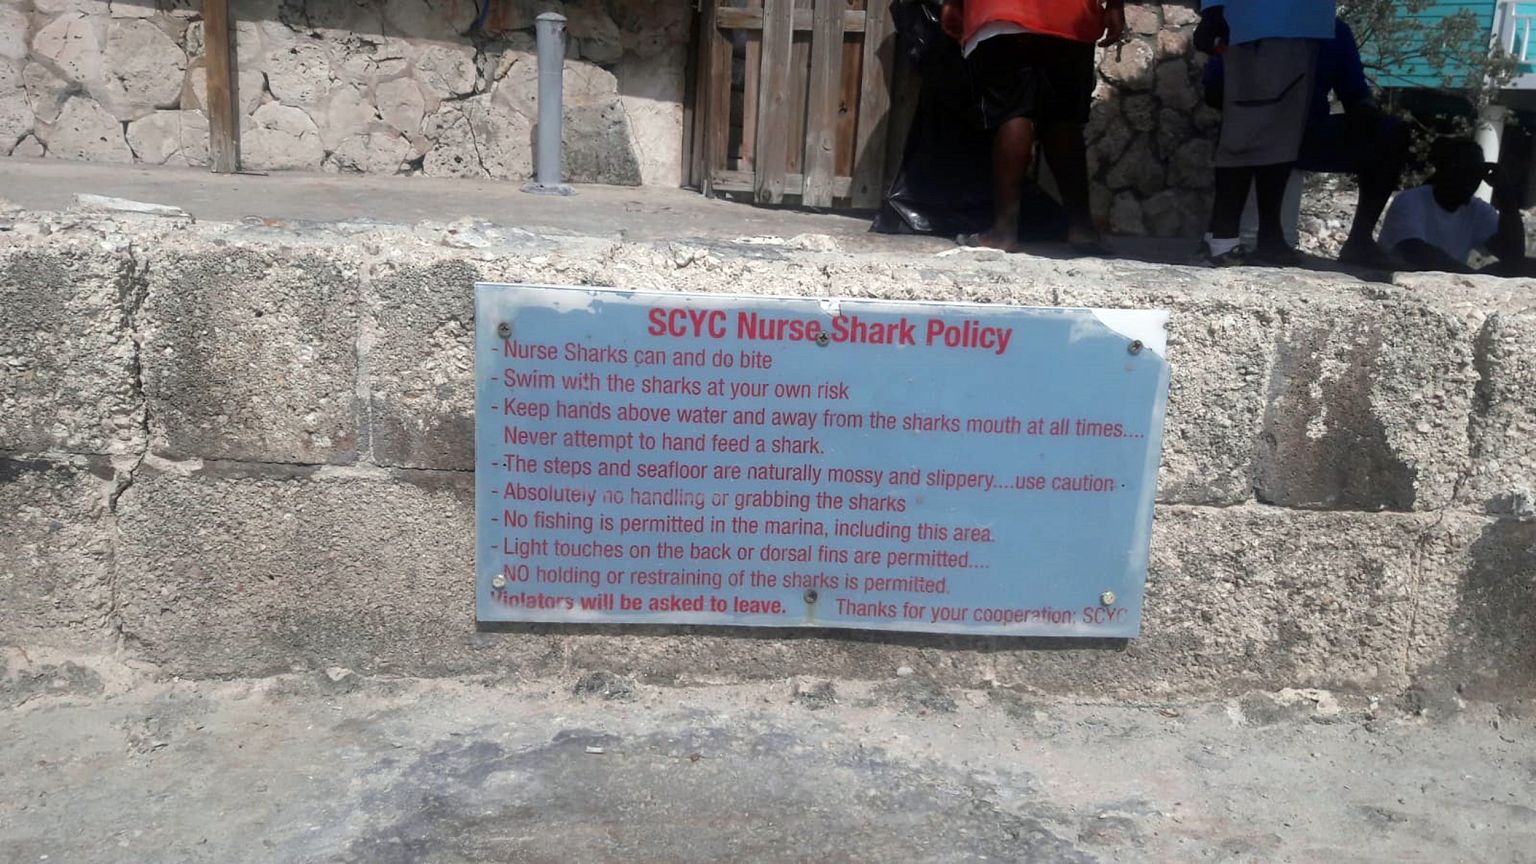 SCYC Nurse Shark Policy
- Nurse Sharks can and do bite
- Swim with the sharks at your own risk
- Keep hands above water and away from the sharks mouth at all times....
Never attempt to hand feed a shark.
- The steps and seafloor are naturally mossy and slippery....use caution
- Absolutely no handling or grabbing the sharks
- No fishing is permitted in the marina, including this area.
- Light touches on the back or dorsal fins are permitted....
NO holding or restraining of the sharks is permitted.
Violators will be asked to leave. Thanks for your cooperation; SCYC